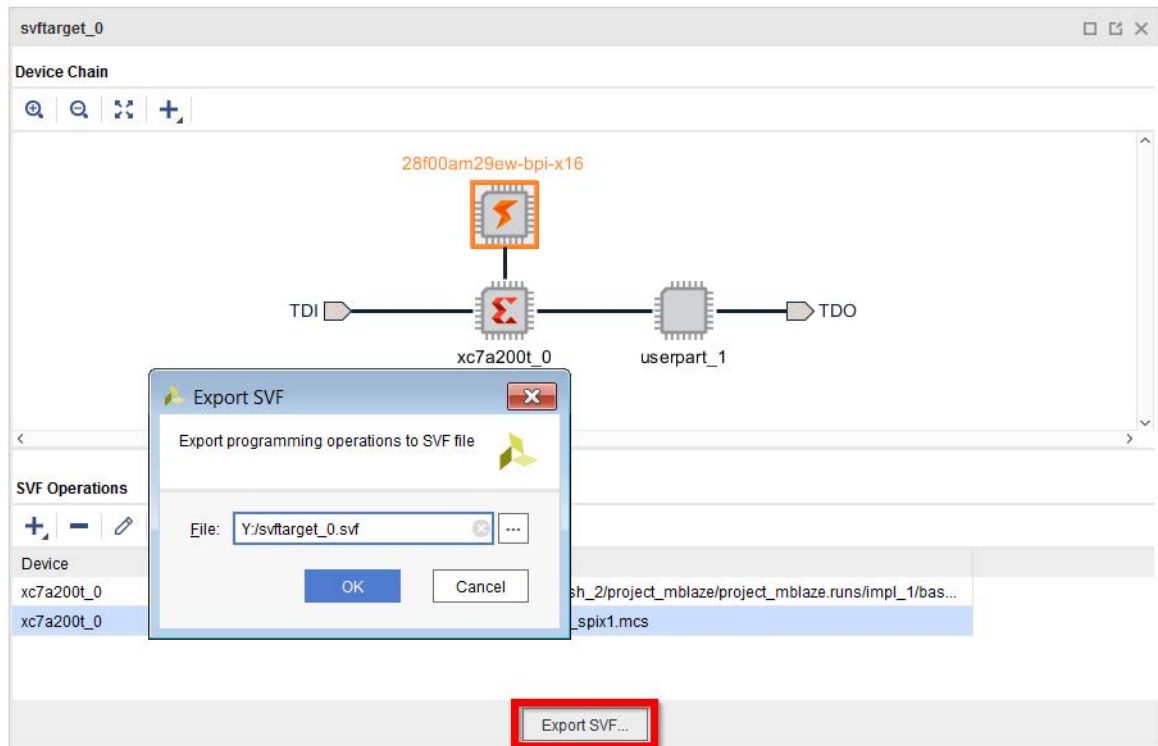 svftarget_0
Device Chain
28f00am29ew-bpi-x16
TDI
TDO
xc7a200t_0
userpart_1
Export SVF
Export programming operations to SVF file
File: Y:/svftarget_0.svf ...
OK Cancel
SVF Operations
Device
xc7a200t_0 sh_2/project_mblaze/project_mblaze.runs/impl_1/bas...
xc7a200t_0 _spix1.mcs
Export SVF...